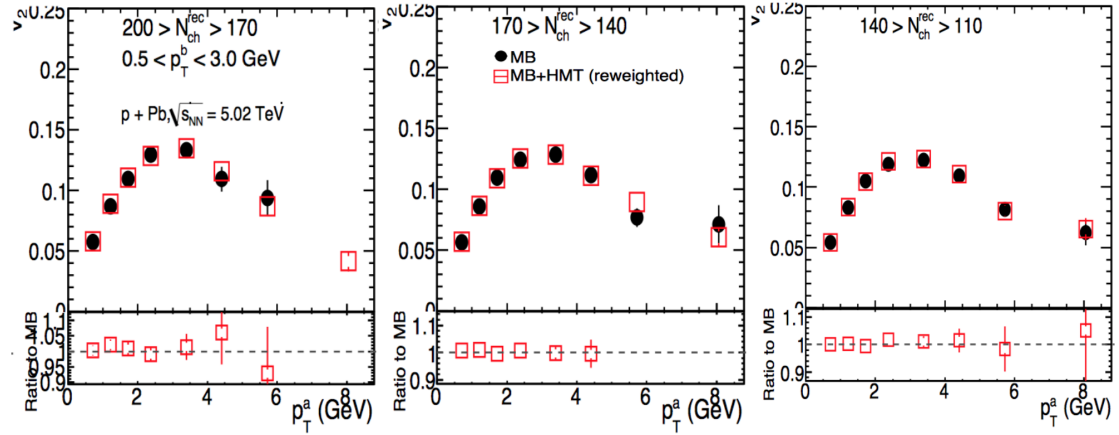 v₂ 0.25
200 > N_ch^rec > 170
0.5 < p_T^b < 3.0 GeV
p + Pb, √s_NN = 5.02 TeV
0.2
0.15
0.1
0.05
0
Ratio to MB
1.1
1.05
1
0.95
0.9
0 2 4 6 8
p_T^a (GeV)
v₂ 0.25
170 > N_ch^rec > 140
MB
MB+HMT (reweighted)
0.2
0.15
0.1
0.05
0
Ratio to MB
1.1
1
0.9
0 2 4 6 8
p_T^a (GeV)
v₂ 0.25
140 > N_ch^rec > 110
0.2
0.15
0.1
0.05
0
Ratio to MB
1.1
1
0.9
0 2 4 6 8
p_T^a (GeV)